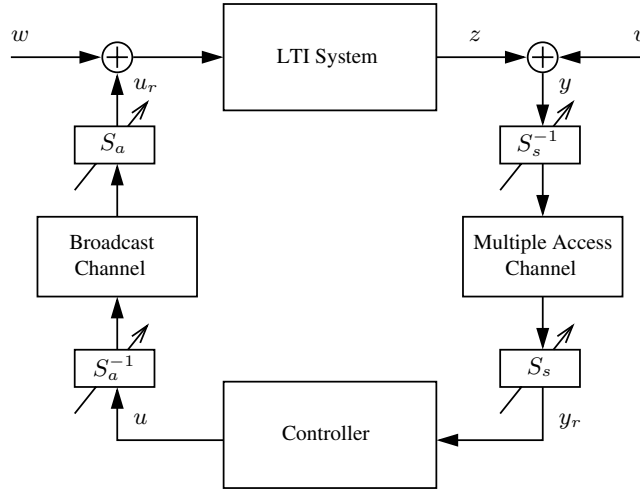 w
LTI System
z
u_r
y
S_a
S_s^{-1}
Broadcast
Channel
Multiple Access
Channel
S_a^{-1}
S_s
u
Controller
y_r